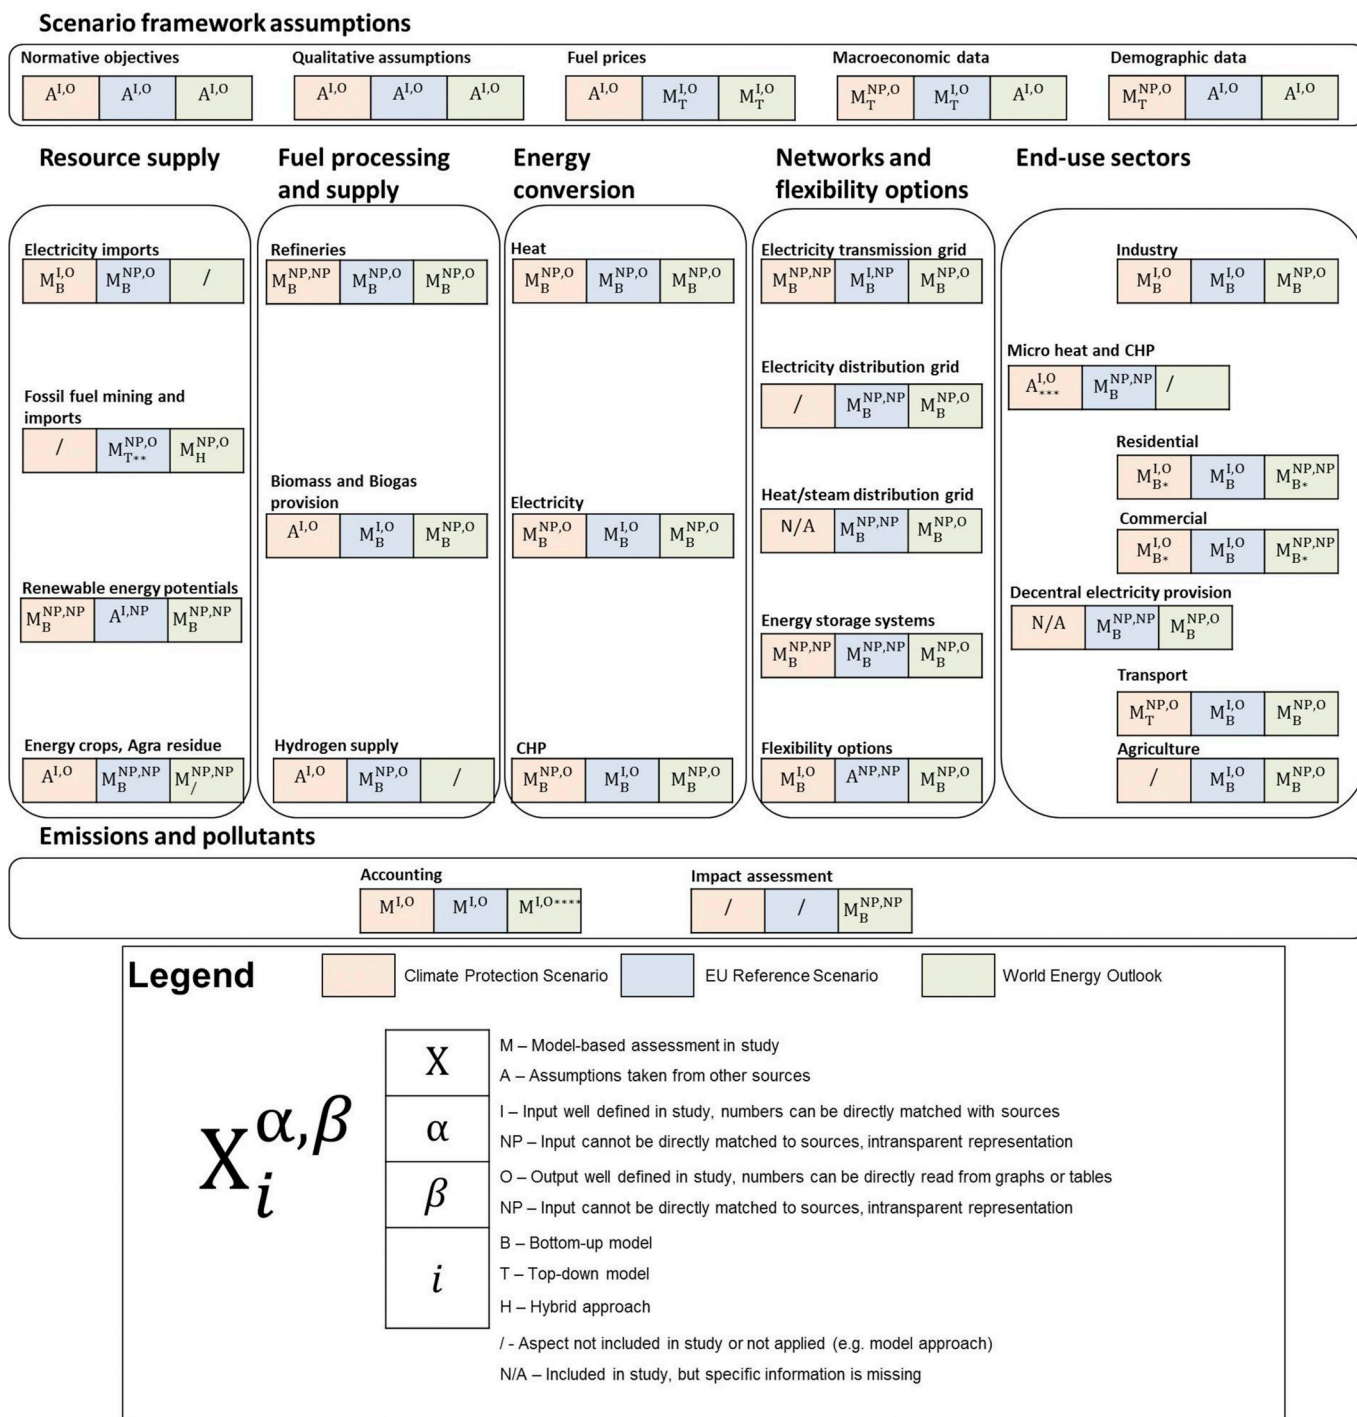 Scenario framework assumptions
Normative objectives Qualitative assumptions Fuel prices Macroeconomic data Demographic data
A^I,O A^I,O A^I,O A^I,O A^I,O A^I,O A^I,O M_T^I,O M_T^I,O M_T^NP,O M_T^I,O A^I,O M_T^NP,O A^I,O A^I,O
Resource supply
Electricity imports
M_B^I,O M_B^NP,O /
Fossil fuel mining and
imports
/ M_T**^NP,O M_H^NP,O
Renewable energy potentials
M_B^NP,NP A^I,NP M_B^NP,NP
Energy crops, Agra residue
A^I,O M_B^NP,NP M_/^NP,NP
Fuel processing
and supply
Refineries
M_B^NP,NP M_B^NP,O M_B^NP,O
Biomass and Biogas
provision
A^I,O M_B^I,O M_B^NP,O
Hydrogen supply
A^I,O M_B^NP,O /
Energy
conversion
Heat
M_B^NP,O M_B^NP,O M_B^NP,O
Electricity
M_B^NP,O M_B^I,O M_B^NP,O
CHP
M_B^NP,O M_B^I,O M_B^NP,O
Networks and
flexibility options
Electricity transmission grid
M_B^NP,NP M_B^I,NP M_B^NP,O
Electricity distribution grid
/ M_B^NP,NP M_B^NP,O
Heat/steam distribution grid
N/A M_B^NP,NP M_B^NP,O
Energy storage systems
M_B^NP,NP M_B^NP,NP M_B^NP,O
Flexibility options
M_B^I,O A^NP,NP M_B^NP,O
End-use sectors
Industry
M_B^I,O M_B^I,O M_B^NP,O
Micro heat and CHP
A_***^I,O M_B^NP,NP /
Residential
M_B*^I,O M_B^I,O M_B*^NP,NP
Commercial
M_B*^I,O M_B^I,O M_B*^NP,NP
Decentral electricity provision
N/A M_B^NP,NP M_B^NP,O
Transport
M_T^NP,O M_B^I,O M_B^NP,O
Agriculture
/ M_B^I,O M_B^NP,O
Emissions and pollutants
Accounting
M^I,O M^I,O M^I,O****
Impact assessment
/ / M_B^NP,NP
Legend
Climate Protection Scenario EU Reference Scenario World Energy Outlook
X_i^α,β
X
M – Model-based assessment in study
A – Assumptions taken from other sources
α
I – Input well defined in study, numbers can be directly matched with sources
NP – Input cannot be directly matched to sources, intransparent representation
β
O – Output well defined in study, numbers can be directly read from graphs or tables
NP – Input cannot be directly matched to sources, intransparent representation
i
B – Bottom-up model
T – Top-down model
H – Hybrid approach
/ - Aspect not included in study or not applied (e.g. model approach)
N/A – Included in study, but specific information is missing